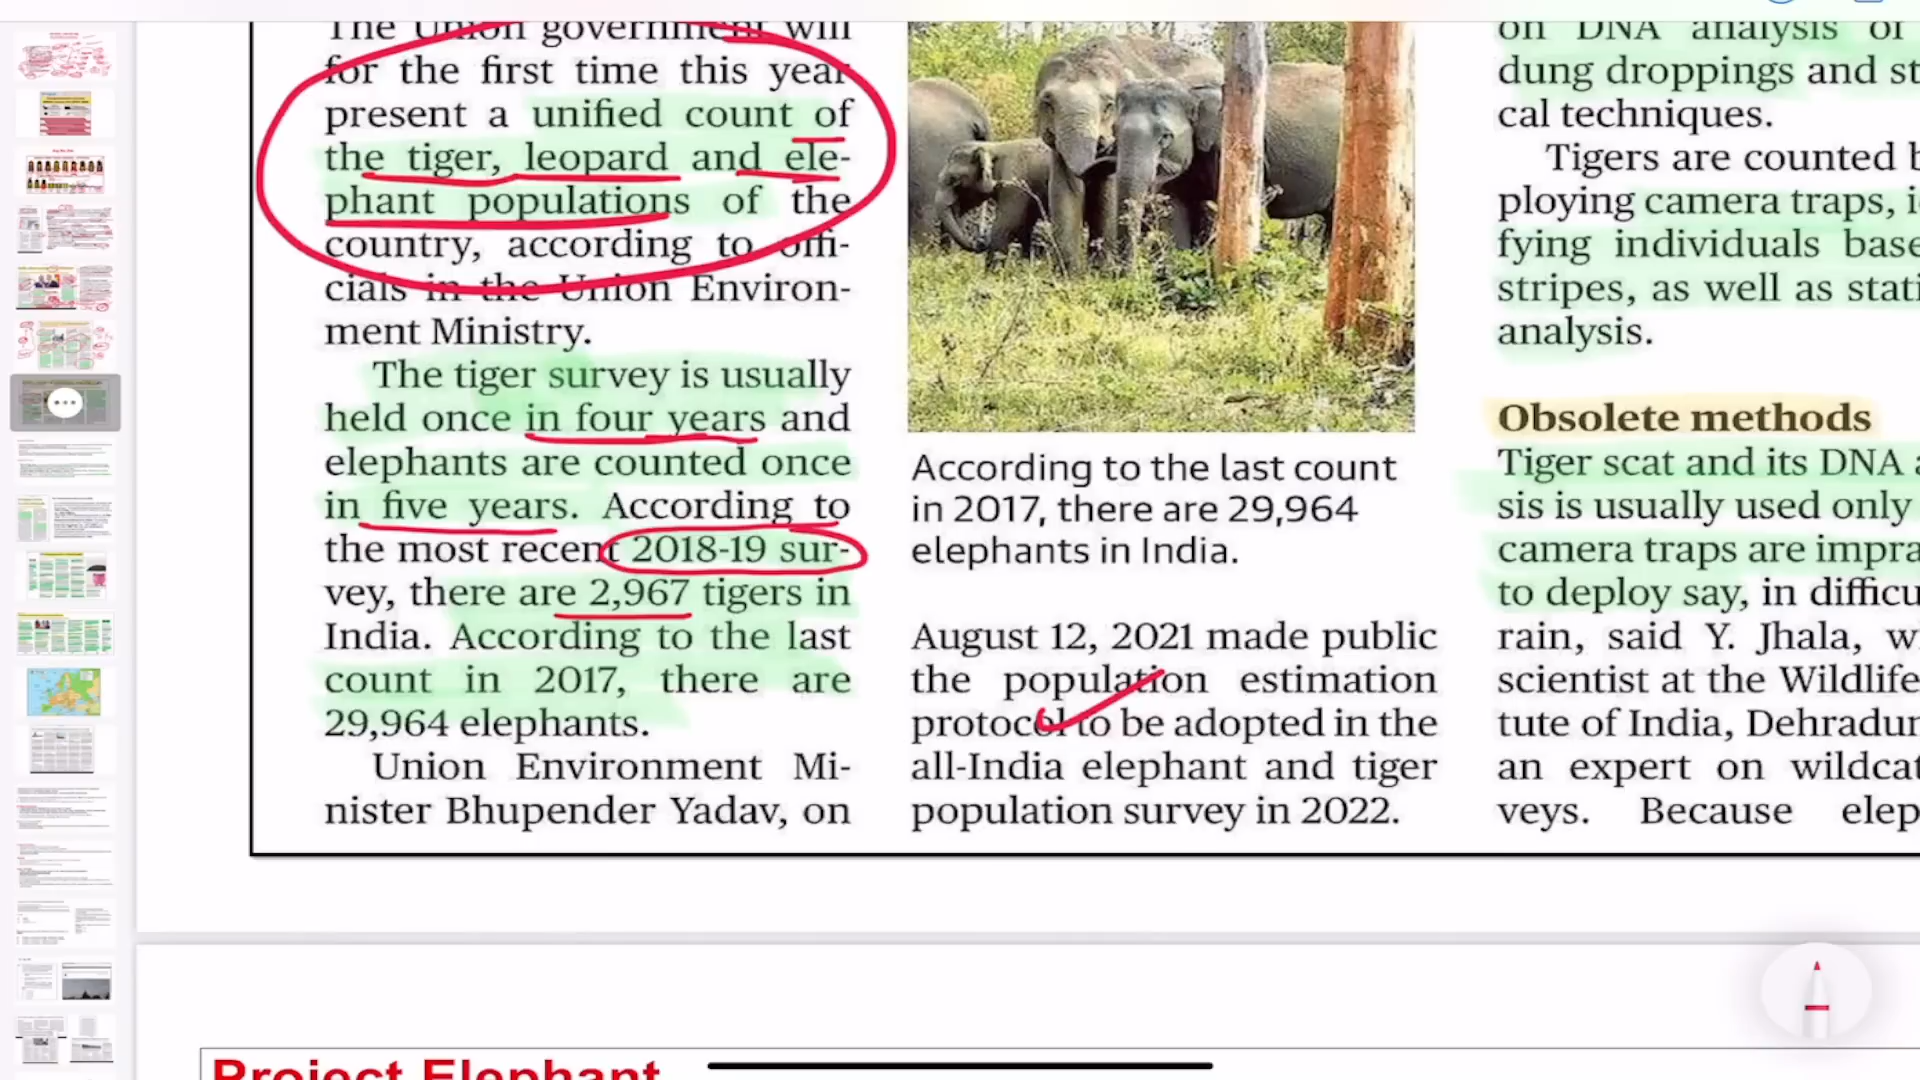 The Union government will
for the first time this year
present a unified count of
the tiger, leopard and ele-
phant populations of the
country, according to offi-
cials in the Union Environ-
ment Ministry.
The tiger survey is usually
held once in four years and
elephants are counted once
in five years. According to
the most recent 2018-19 sur-
vey, there are 2,967 tigers in
India. According to the last
count in 2017, there are
29,964 elephants.
Union Environment Mi-
nister Bhupender Yadav, on
According to the last count
in 2017, there are 29,964
elephants in India.
August 12, 2021 made public
the population estimation
protocol to be adopted in the
all-India elephant and tiger
population survey in 2022.
on DNA analysis of
dung droppings and st
cal techniques.
Tigers are counted b
ploying camera traps, i
fying individuals base
stripes, as well as stati
analysis.
Obsolete methods
Tiger scat and its DNA a
sis is usually used only
camera traps are impra
to deploy say, in difficu
rain, said Y. Jhala, w
scientist at the Wildlife
tute of India, Dehradun
an expert on wildcat
veys. Because elep
Project Elephant